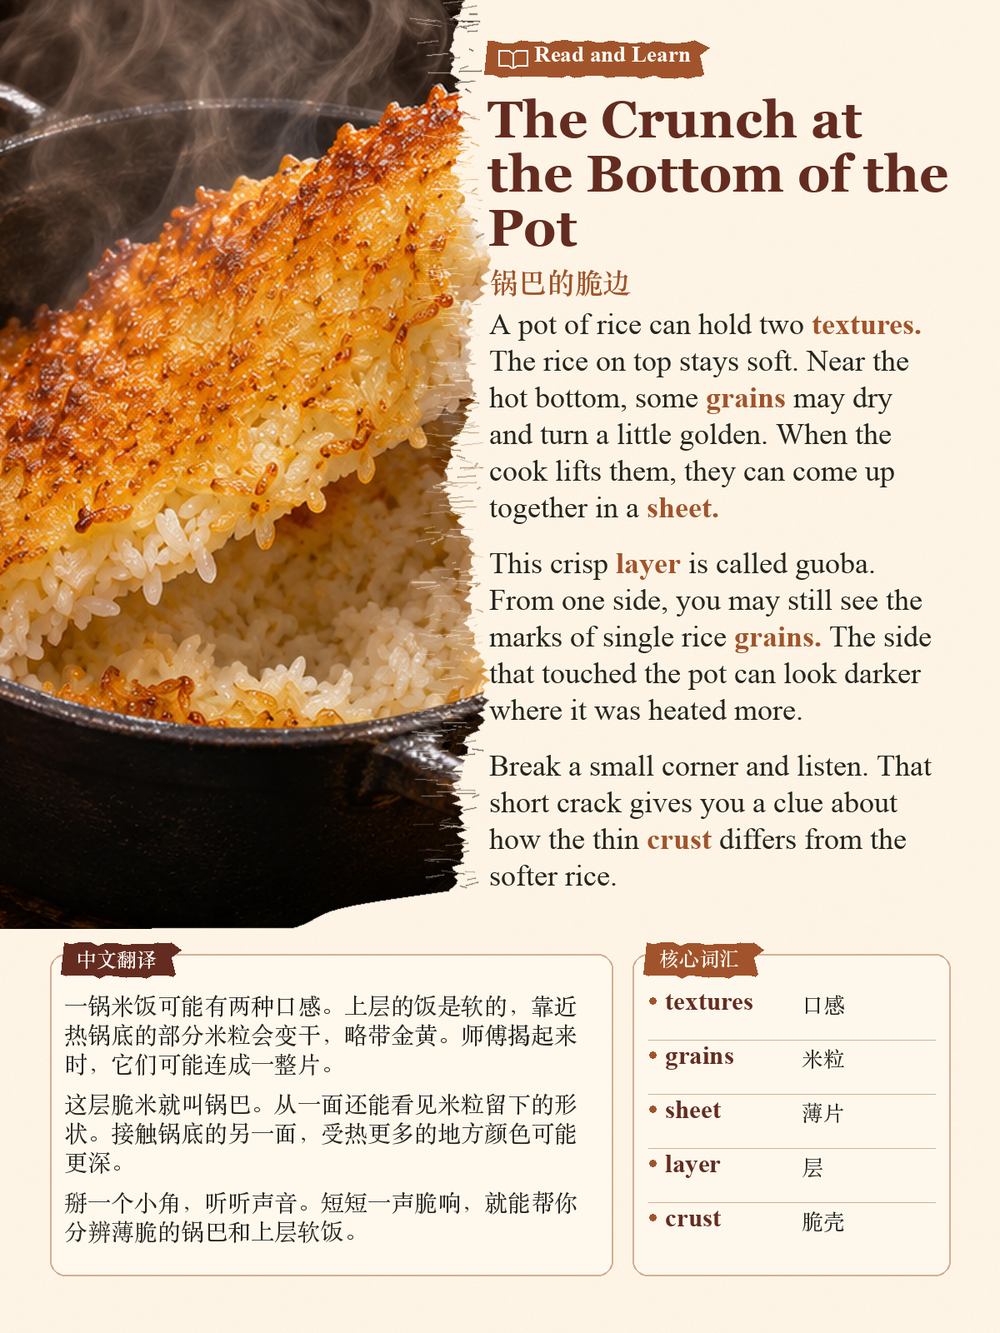 Read and Learn
The Crunch at
the Bottom of the
Pot
锅巴的脆边
A pot of rice can hold two textures.
The rice on top stays soft. Near the
hot bottom, some grains may dry
and turn a little golden. When the
cook lifts them, they can come up
together in a sheet.
This crisp layer is called guoba.
From one side, you may still see the
marks of single rice grains. The side
that touched the pot can look darker
where it was heated more.
Break a small corner and listen. That
short crack gives you a clue about
how the thin crust differs from the
softer rice.
中文翻译
一锅米饭可能有两种口感。上层的饭是软的，靠近
热锅底的部分米粒会变干，略带金黄。师傅揭起来
时，它们可能连成一整片。
这层脆米就叫锅巴。从一面还能看见米粒留下的形
状。接触锅底的另一面，受热更多的地方颜色可能
更深。
掰一个小角，听听声音。短短一声脆响，就能帮你
分辨薄脆的锅巴和上层软饭。
核心词汇
• textures 口感
• grains 米粒
• sheet 薄片
• layer 层
• crust 脆壳